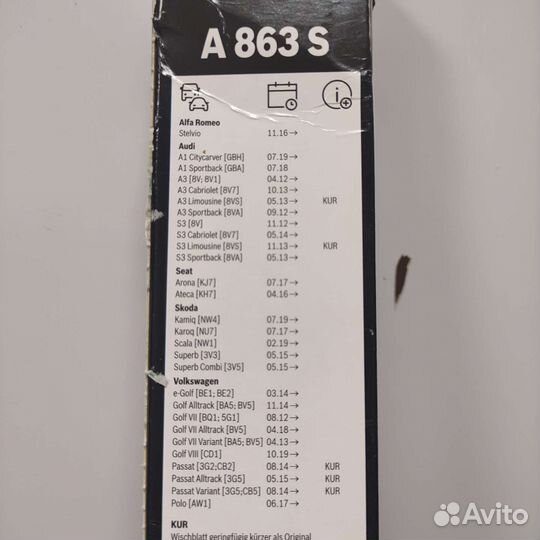 A 863 S
Alfa Romeo
Stelvio 11.16→
Audi
A1 Citycarver [GBH] 07.19→
A1 Sportback [GBA] 07.18
A3 [8V; 8V1] 04.12→
A3 Cabriolet [8V7] 10.13→
A3 Limousine [8VS] 05.13→ KUR
A3 Sportback [8VA] 09.12→
S3 [8V] 11.12→
S3 Cabriolet [8V7] 05.14→
S3 Limousine [8VS] 11.13→ KUR
S3 Sportback [8VA] 05.13→
Seat
Arona [KJ7] 07.17→
Ateca [KH7] 04.16→
Skoda
Kamiq [NW4] 07.19→
Karoq [NU7] 07.17→
Scala [NW1] 02.19→
Superb [3V3] 05.15→
Superb Combi [3V5] 05.15→
Volkswagen
e-Golf [BE1; BE2] 03.14→
Golf Alltrack [BA5; BV5] 11.14→
Golf VII [BQ1; 5G1] 08.12→
Golf VII Alltrack [BV5] 04.18→
Golf VII Variant [BA5; BV5] 04.13→
Golf VIII [CD1] 10.19→
Passat [3G2;CB2] 08.14→ KUR
Passat Alltrack [3G5] 05.15→ KUR
Passat Variant [3G5;CB5] 08.14→ KUR
Polo [AW1] 06.17→
KUR
Wischblatt geringfügig kürzer als Original
Avito